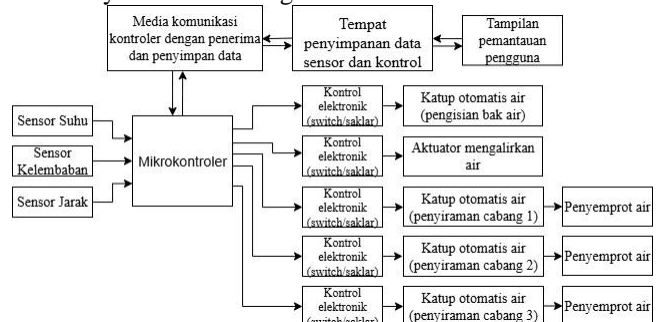 Media komunikasi
kontroler dengan penerima
dan penyimpan data
Tempat
penyimpanan data
sensor dan kontrol
Tampilan
pemantauan
pengguna
Sensor Suhu
Sensor
Kelembaban
Sensor Jarak
Mikrokontroler
Kontrol
elektronik
(switch/saklar)
Katup otomatis air
(pengisian bak air)
Kontrol
elektronik
(switch/saklar)
Aktuator mengalirkan
air
Kontrol
elektronik
(switch/saklar)
Katup otomatis air
(penyiraman cabang 1)
Penyemprot air
Kontrol
elektronik
(switch/saklar)
Katup otomatis air
(penyiraman cabang 2)
Penyemprot air
Kontrol
elektronik
(switch/saklar)
Katup otomatis air
(penyiraman cabang 3)
Penyemprot air